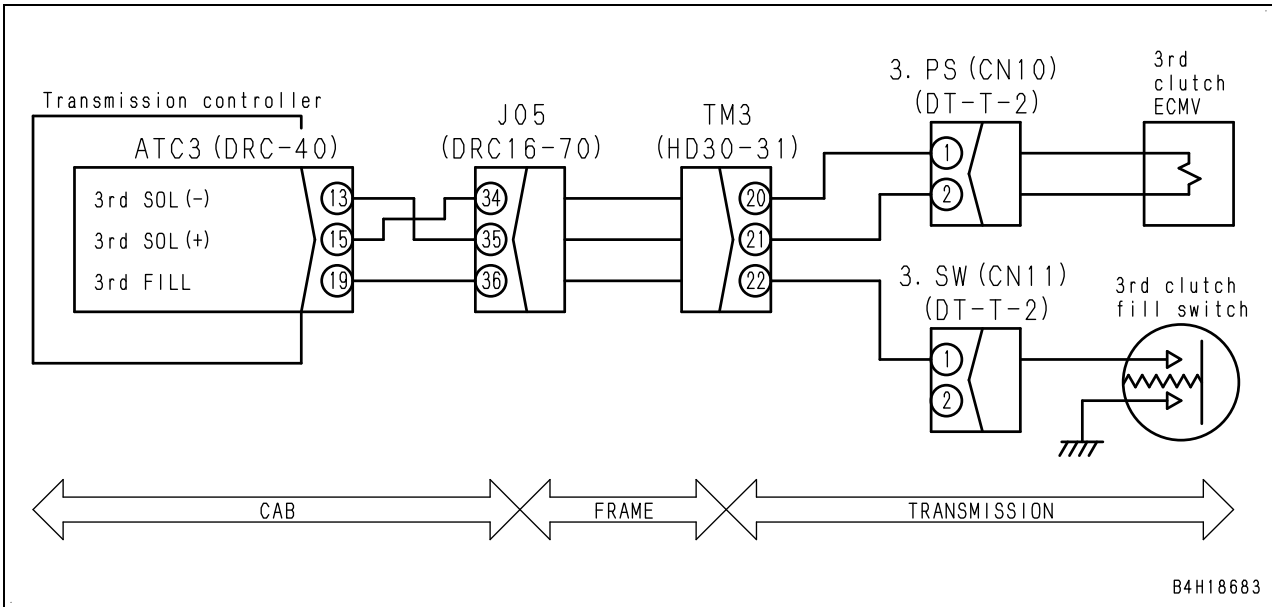 Transmission controller
ATC3 (DRC-40)
3rd SOL (-)
3rd SOL (+)
3rd FILL
13
15
19
J05
(DRC16-70)
34
35
36
TM3
(HD30-31)
20
21
22
3. PS (CN10)
(DT-T-2)
1
2
3rd
clutch
ECMV
3. SW (CN11)
(DT-T-2)
1
2
3rd clutch
fill switch
CAB
FRAME
TRANSMISSION
B4H18683